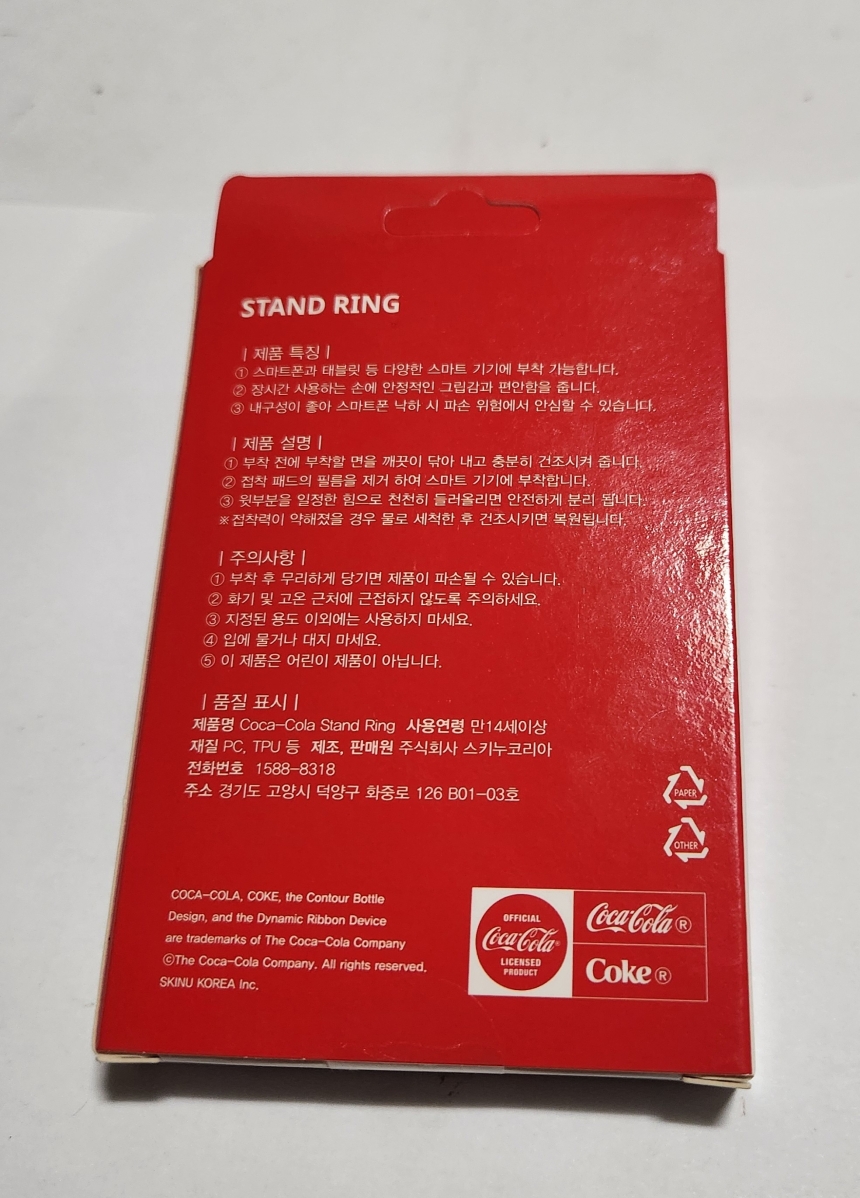 STAND RING
| 제품 특징 |
① 스마트폰과 태블릿 등 다양한 스마트 기기에 부착 가능합니다.
② 장시간 사용하는 손에 안정적인 그립감과 편안함을 줍니다.
③ 내구성이 좋아 스마트폰 낙하 시 파손 위험에서 안심할 수 있습니다.
| 제품 설명 |
① 부착 전에 부착할 면을 깨끗이 닦아 내고 충분히 건조시켜 줍니다.
② 접착 패드의 필름을 제거 하여 스마트 기기에 부착합니다.
③ 윗부분을 일정한 힘으로 천천히 들러올리면 안전하게 분리 됩니다.
※접착력이 약해졌을 경우 물로 세척한 후 건조시키면 복원됩니다.
| 주의사항 |
① 부착 후 무리하게 당기면 제품이 파손될 수 있습니다.
② 화기 및 고온 근처에 근접하지 않도록 주의하세요.
③ 지정된 용도 이외에는 사용하지 마세요.
④ 입에 물거나 대지 마세요.
⑤ 이 제품은 어린이 제품이 아닙니다.
| 품질 표시 |
제품명 Coca-Cola Stand Ring 사용연령 만14세이상
재질 PC, TPU 등 제조, 판매원 주식회사 스키누코리아
전화번호 1588-8318
주소 경기도 고양시 덕양구 화중로 126 B01-03호
PAPER
OTHER
COCA-COLA, COKE, the Contour Bottle
Design, and the Dynamic Ribbon Device
are trademarks of The Coca-Cola Company
©The Coca-Cola Company. All rights reserved.
SKINU KOREA Inc.
OFFICIAL
Coca-Cola®
LICENSED
PRODUCT
Coca-Cola®
Coke®